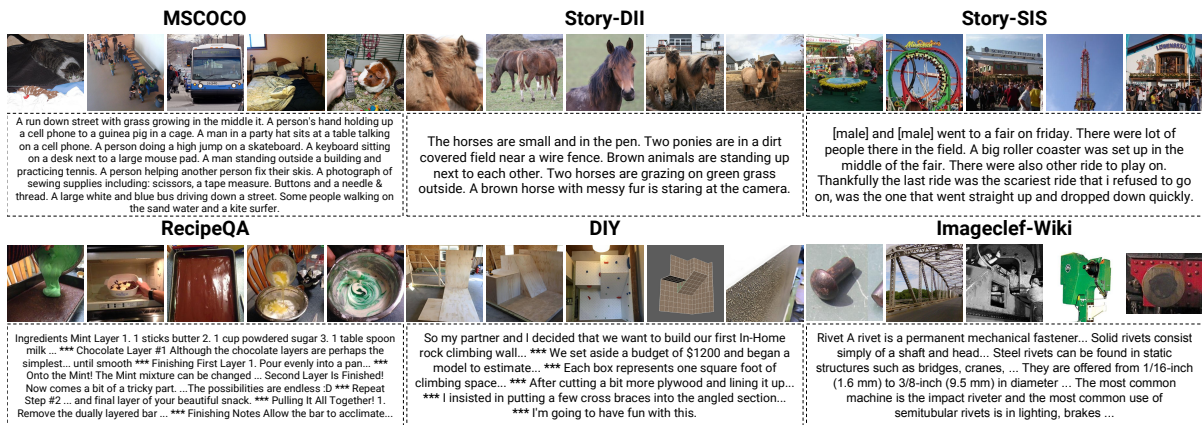 MSCOCO
A run down street with grass growing in the middle it. A person's hand holding up
a cell phone to a guinea pig in a cage. A man in a party hat sits at a table talking
on a cell phone. A person doing a high jump on a skateboard. A keyboard sitting
on a desk next to a large mouse pad. A man standing outside a building and
practicing tennis. A person helping another person fix their skis. A photograph of
sewing supplies including: scissors, a tape measure. Buttons and a needle &
thread. A large white and blue bus driving down a street. Some people walking on
the sand water and a kite surfer.
Story-DII
The horses are small and in the pen. Two ponies are in a dirt
covered field near a wire fence. Brown animals are standing up
next to each other. Two horses are grazing on green grass
outside. A brown horse with messy fur is staring at the camera.
Story-SIS
LÖWENBRÄU
[male] and [male] went to a fair on friday. There were lot of
people there in the field. A big roller coaster was set up in the
middle of the fair. There were also other ride to play on.
Thankfully the last ride was the scariest ride that i refused to go
on, was the one that went straight up and dropped down quickly.
RecipeQA
Ingredients Mint Layer 1. 1 sticks butter 2. 1 cup powdered sugar 3. 1 table spoon
milk ... *** Chocolate Layer #1 Although the chocolate layers are perhaps the
simplest... until smooth *** Finishing First Layer 1. Pour evenly into a pan... ***
Onto the Mint! The Mint mixture can be changed ... Second Layer Is Finished!
Now comes a bit of a tricky part. ...The possibilities are endless :D *** Repeat
Step #2 ... and final layer of your beautiful snack. *** Pulling It All Together! 1.
Remove the dually layered bar ... *** Finishing Notes Allow the bar to acclimate...
DIY
So my partner and I decided that we want to build our first In-Home
rock climbing wall... *** We set aside a budget of $1200 and began a
model to estimate... *** Each box represents one square foot of
climbing space... *** After cutting a bit more plywood and lining it up...
*** I insisted in putting a few cross braces into the angled section...
*** I'm going to have fun with this.
Imageclef-Wiki
Rivet A rivet is a permanent mechanical fastener... Solid rivets consist
simply of a shaft and head... Steel rivets can be found in static
structures such as bridges, cranes, ... They are offered from 1/16-inch
(1.6 mm) to 3/8-inch (9.5 mm) in diameter ... The most common
machine is the impact riveter and the most common use of
semitubular rivets is in lighting, brakes ...